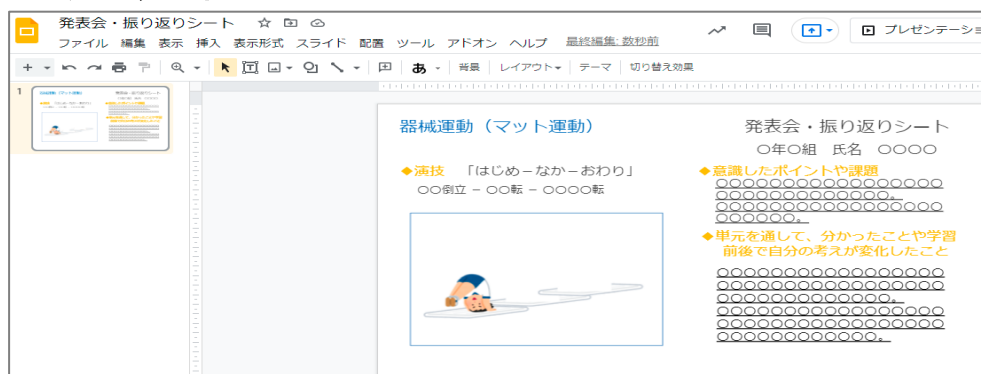 発表会・振り返りシート
ファイル 編集 表示 挿入 表示形式 スライド 配置 ツール アドオン ヘルプ 最終編集: 数秒前
プレゼンテーショ
あ 背景 レイアウト テーマ 切り替え効果
1
器械運動（マット運動）
◆演技 「はじめ－なか－おわり」
○○倒立 － ○○転 － ○○○○転
発表会・振り返りシート
○年○組 氏名 ○○○○
◆意識したポイントや課題
○○○○○○○○○○○○○○○○○○
○○○○○○○○○○○○○。
○○○○○○○○○○○○○○○○○○
○○○○○○。
◆単元を通して、分かったことや学習
前後で自分の考えが変化したこと
○○○○○○○○○○○○○○○○○○
○○○○○○○○○○○○○○○○○○
○○○○○○○○○○○○○。
○○○○○○○○○○○○○○○○○○
○○○○○○○○○○○○○○○○○○
○○○○○○○○○○○○。